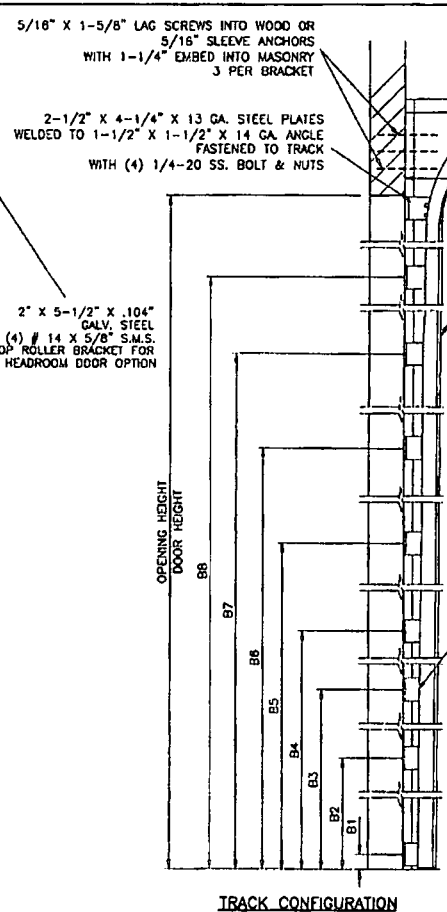 5/16" X 1-5/8" LAG SCREWS INTO WOOD OR
5/16" SLEEVE ANCHORS
WITH 1-1/4" EMBED INTO MASONRY
3 PER BRACKET
2-1/2" X 4-1/4" X 13 GA. STEEL PLATES
WELDED TO 1-1/2" X 1-1/2" X 14 GA. ANGLE
FASTENED TO TRACK
WITH (4) 1/4-20 SS. BOLT & NUTS
2" X 5-1/2" X .104"
GALV. STEEL
(4) # 14 X 5/8" S.M.S.
ROLLER BRACKET FOR
HEADROOM DOOR OPTION
OPENING HEIGHT
DOOR HEIGHT
B8
B7
B6
B5
B4
B3
B2
B1
TRACK CONFIGURATION